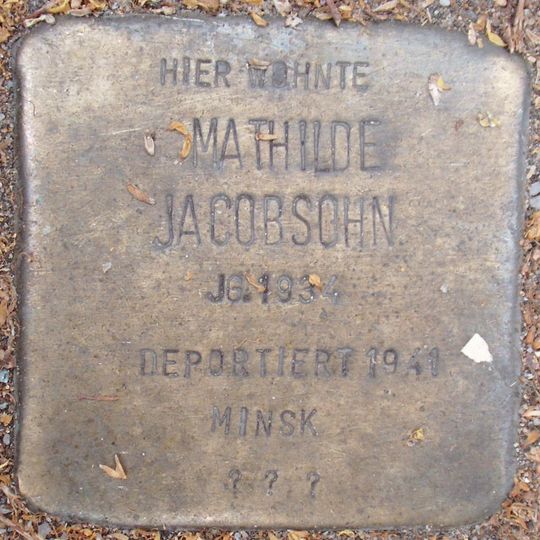 HIER WOHNTE
MATHILDE
JACOBSOHN
JG. 1934
DEPORTIERT 1941
MINSK
? ? ?